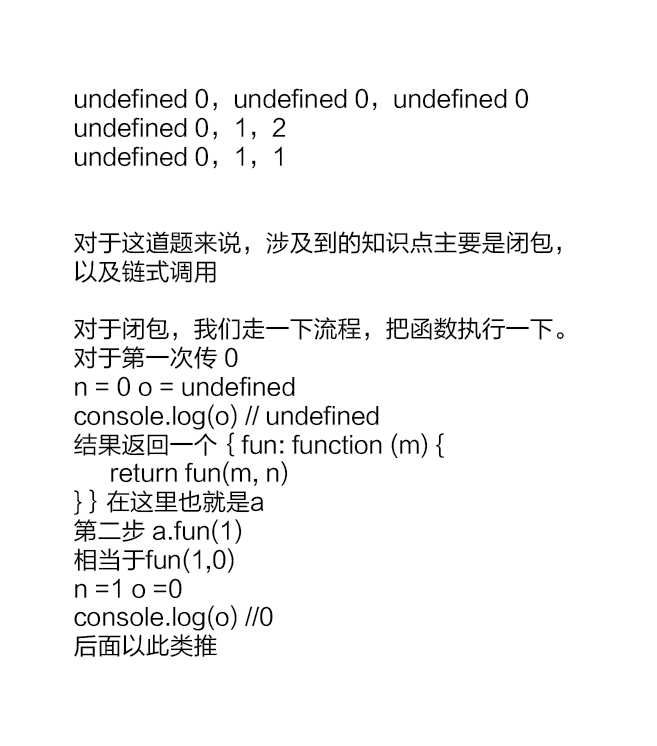 undefined 0，undefined 0，undefined 0
undefined 0，1，2
undefined 0，1，1
对于这道题来说，涉及到的知识点主要是闭包，
以及链式调用
对于闭包，我们走一下流程，把函数执行一下。
对于第一次传 0
n = 0 o = undefined
console.log(o) // undefined
结果返回一个 { fun: function (m) {
return fun(m, n)
} } 在这里也就是a
第二步 a.fun(1)
相当于fun(1,0)
n =1 o =0
console.log(o) //0
后面以此类推